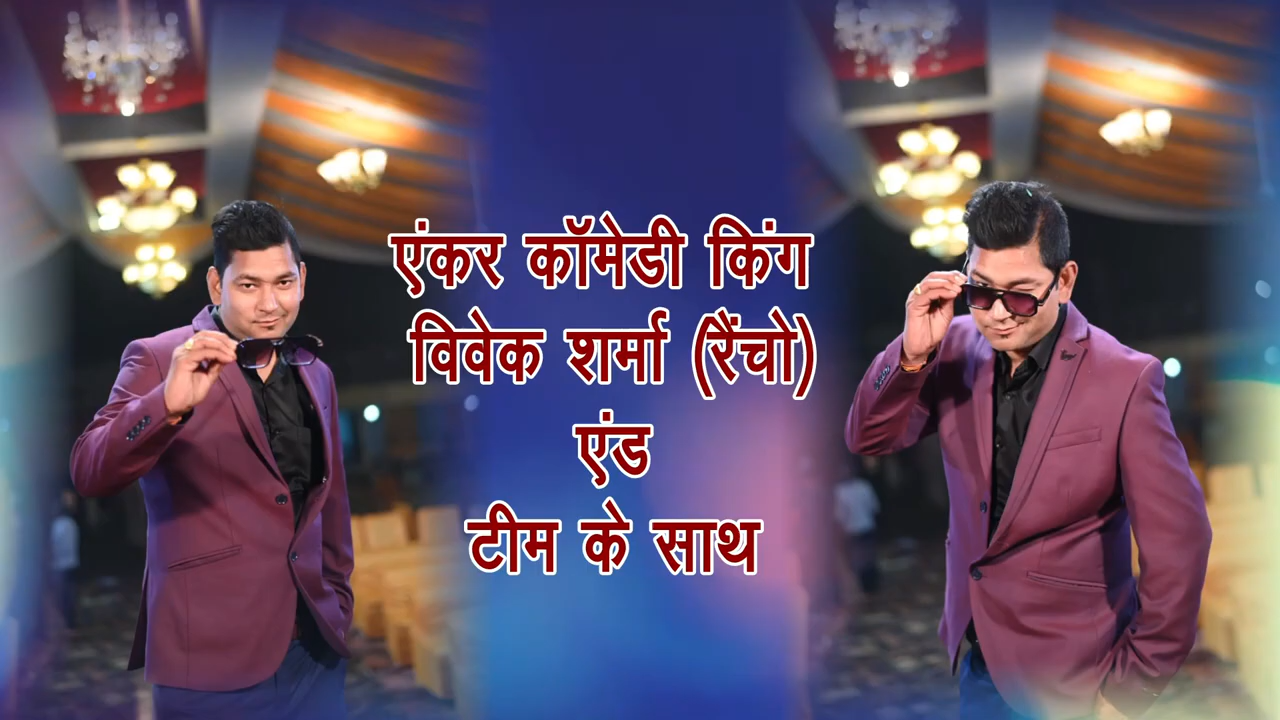 एंकर कॉमेडी किंग
विवेक शर्मा (रैंचो)
एंड
टीम के साथ